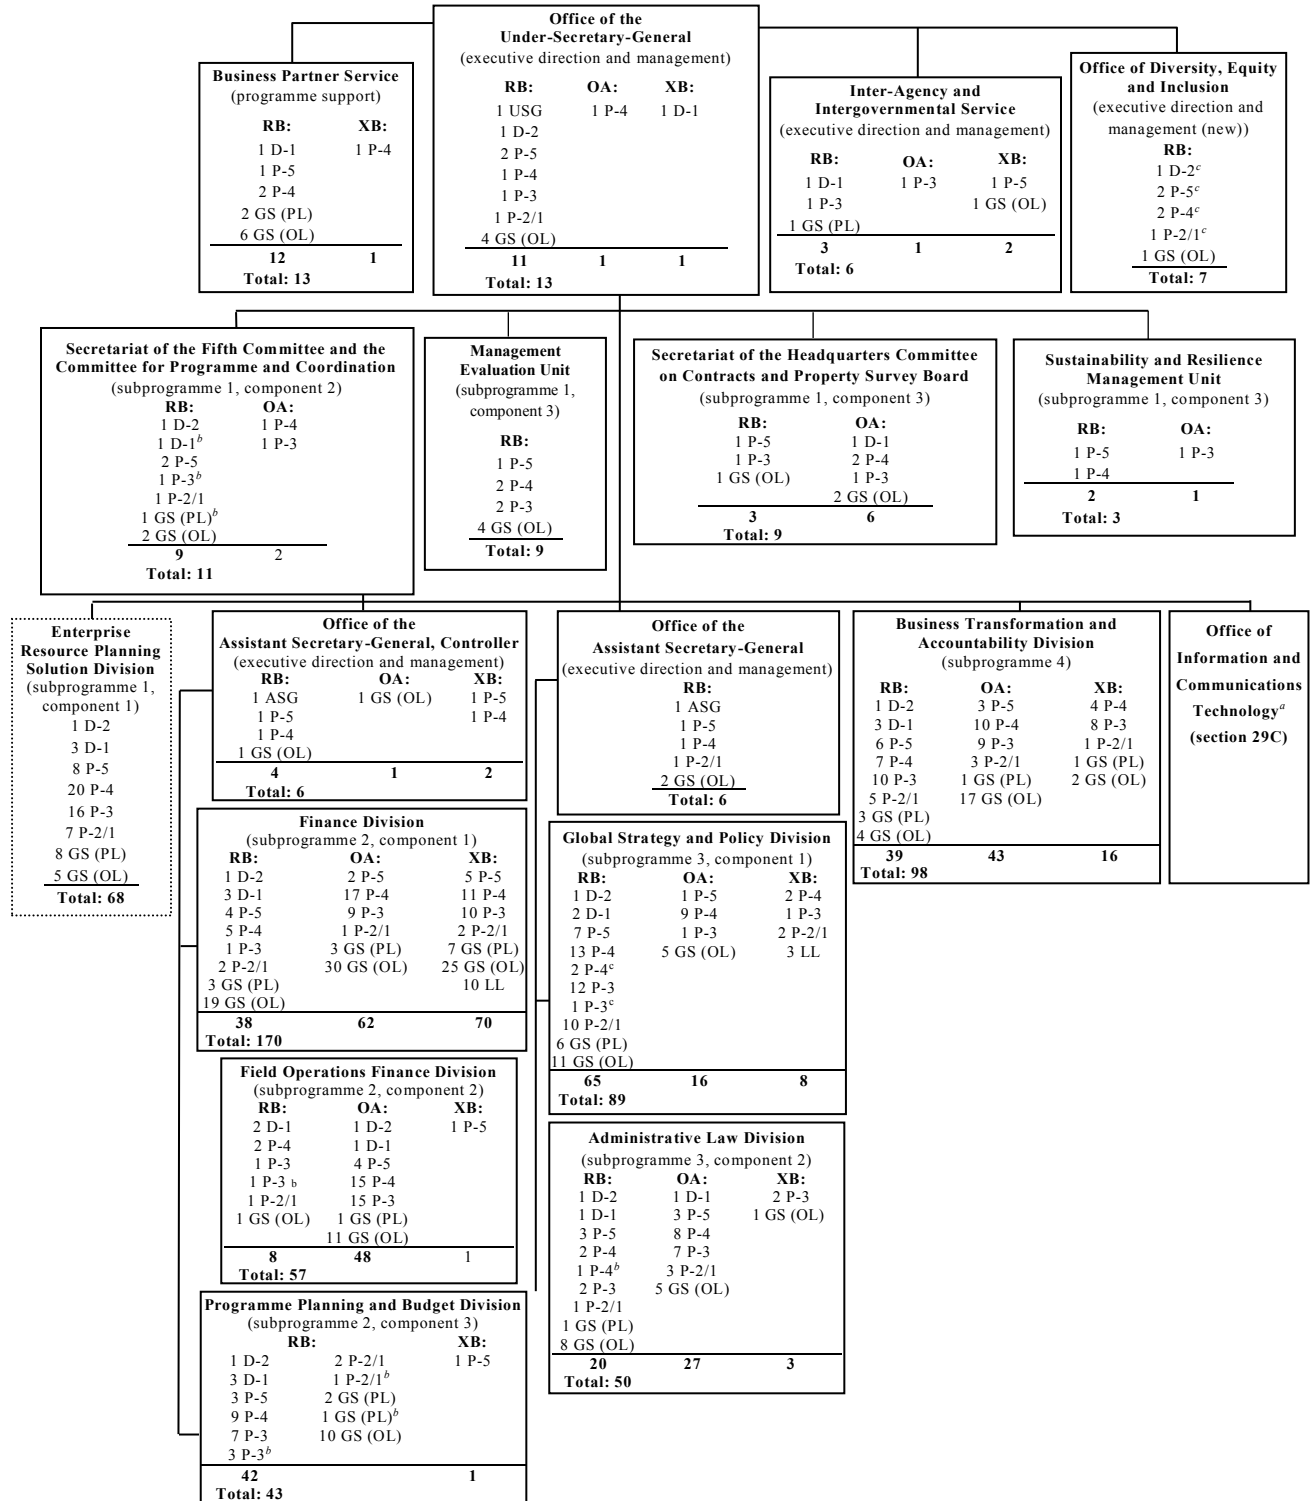 Office of the
Under-Secretary-General
(executive direction and management)
RB: OA: XB:
1 USG 1 P-4 1 D-1
1 D-2
2 P-5
1 P-4
1 P-3
1 P-2/1
4 GS (OL)
11 1 1
Total: 13
Business Partner Service
(programme support)
RB: XB:
1 D-1 1 P-4
1 P-5
2 P-4
2 GS (PL)
6 GS (OL)
12 1
Total: 13
Inter-Agency and
Intergovernmental Service
(executive direction and management)
RB: OA: XB:
1 D-1 1 P-3 1 P-5
1 P-3 1 GS (OL)
1 GS (PL)
3 1 2
Total: 6
Office of Diversity, Equity
and Inclusion
(executive direction and
management (new))
RB:
1 D-2c
2 P-5c
2 P-4c
1 P-2/1c
1 GS (OL)
Total: 7
Secretariat of the Fifth Committee and the
Committee for Programme and Coordination
(subprogramme 1, component 2)
RB: OA:
1 D-2 1 P-4
1 D-1b 1 P-3
2 P-5
1 P-3b
1 P-2/1
1 GS (PL)b
2 GS (OL)
9 2
Total: 11
Management
Evaluation Unit
(subprogramme 1,
component 3)
RB:
1 P-5
2 P-4
2 P-3
4 GS (OL)
Total: 9
Secretariat of the Headquarters Committee
on Contracts and Property Survey Board
(subprogramme 1, component 3)
RB: OA:
1 P-5 1 D-1
1 P-3 2 P-4
1 GS (OL) 1 P-3
2 GS (OL)
3 6
Total: 9
Sustainability and Resilience
Management Unit
(subprogramme 1, component 3)
RB: OA:
1 P-5 1 P-3
1 P-4
2 1
Total: 3
Enterprise
Resource Planning
Solution Division
(subprogramme 1,
component 1)
1 D-2
3 D-1
8 P-5
20 P-4
16 P-3
7 P-2/1
8 GS (PL)
5 GS (OL)
Total: 68
Office of the
Assistant Secretary-General, Controller
(executive direction and management)
RB: OA: XB:
1 ASG 1 GS (OL) 1 P-5
1 P-5 1 P-4
1 P-4
1 GS (OL)
4 1 2
Total: 6
Office of the
Assistant Secretary-General
(executive direction and management)
RB:
1 ASG
1 P-5
1 P-4
1 P-2/1
2 GS (OL)
Total: 6
Business Transformation and
Accountability Division
(subprogramme 4)
RB: OA: XB:
1 D-2 3 P-5 4 P-4
3 D-1 10 P-4 8 P-3
6 P-5 9 P-3 1 P-2/1
7 P-4 3 P-2/1 1 GS (PL)
10 P-3 1 GS (PL) 2 GS (OL)
5 P-2/1 17 GS (OL)
3 GS (PL)
4 GS (OL)
39 43 16
Total: 98
Office of
Information and
Communications
Technologya
(section 29C)
Finance Division
(subprogramme 2, component 1)
RB: OA: XB:
1 D-2 2 P-5 5 P-5
3 D-1 17 P-4 11 P-4
4 P-5 9 P-3 10 P-3
5 P-4 1 P-2/1 2 P-2/1
1 P-3 3 GS (PL) 7 GS (PL)
2 P-2/1 30 GS (OL) 25 GS (OL)
3 GS (PL) 10 LL
19 GS (OL)
38 62 70
Total: 170
Global Strategy and Policy Division
(subprogramme 3, component 1)
RB: OA: XB:
1 D-2 1 P-5 2 P-4
2 D-1 9 P-4 1 P-3
7 P-5 1 P-3 2 P-2/1
13 P-4 5 GS (OL) 3 LL
2 P-4c
12 P-3
1 P-3c
10 P-2/1
6 GS (PL)
11 GS (OL)
65 16 8
Total: 89
Field Operations Finance Division
(subprogramme 2, component 2)
RB: OA: XB:
2 D-1 1 D-2 1 P-5
2 P-4 1 D-1
1 P-3 4 P-5
1 P-3 b 15 P-4
1 P-2/1 15 P-3
1 GS (OL) 1 GS (PL)
11 GS (OL)
8 48 1
Total: 57
Administrative Law Division
(subprogramme 3, component 2)
RB: OA: XB:
1 D-2 1 D-1 2 P-3
1 D-1 3 P-5 1 GS (OL)
3 P-5 8 P-4
2 P-4 7 P-3
1 P-4b 3 P-2/1
2 P-3 5 GS (OL)
1 P-2/1
1 GS (PL)
8 GS (OL)
20 27 3
Total: 50
Programme Planning and Budget Division
(subprogramme 2, component 3)
RB: XB:
1 D-2 2 P-2/1 1 P-5
3 D-1 1 P-2/1b
3 P-5 2 GS (PL)
9 P-4 1 GS (PL)b
7 P-3 10 GS (OL)
3 P-3b
42 1
Total: 43